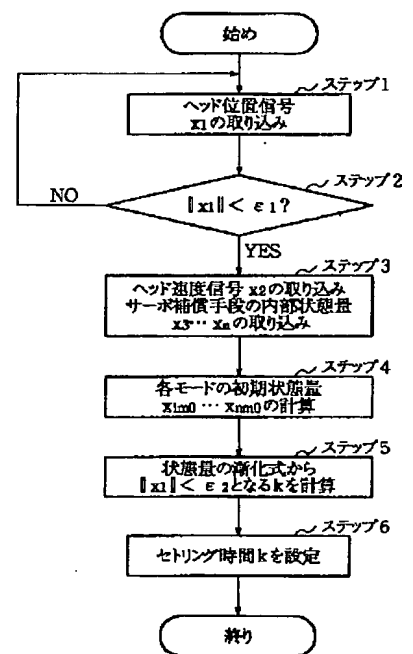 始め
ステップ1
ヘッド位置信号
x1の取り込み
ステップ2
‖x1‖< ε1?
NO
YES
ステップ3
ヘッド速度信号 x2の取り込み
サーボ補償手段の内部状態量
x3…xnの取り込み
ステップ4
各モードの初期状態量
x1m0…xnm0の計算
ステップ5
状態量の漸化式から
‖x1‖< ε2となるkを計算
ステップ6
セトリング時間kを設定
終り